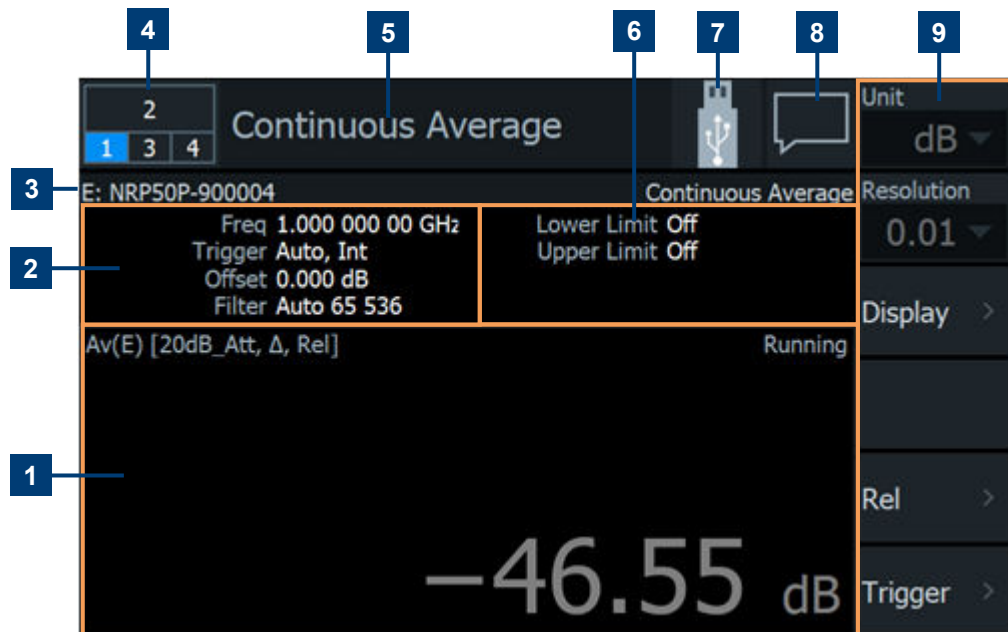 4
5
6
7
8
9
2
1 3 4
Continuous Average
Unit
dB
3
E: NRP50P-900004
Continuous Average
Resolution
0.01
2
Freq 1.000 000 00 GHz
Trigger Auto, Int
Offset 0.000 dB
Filter Auto 65 536
Lower Limit Off
Upper Limit Off
Display
Av(E) [20dB_Att, Δ, Rel]
Running
1
Rel
−46.55 dB
Trigger